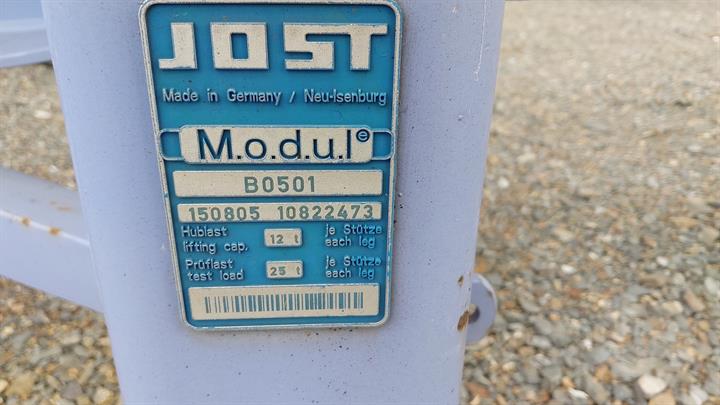 JOST
Made in Germany / Neu-Isenburg
M.o.d.u.l®
B0501
150805 10822473
Hublast 12 t je Stütze
lifting cap. each leg
Prüflast 25 t je Stütze
test load each leg